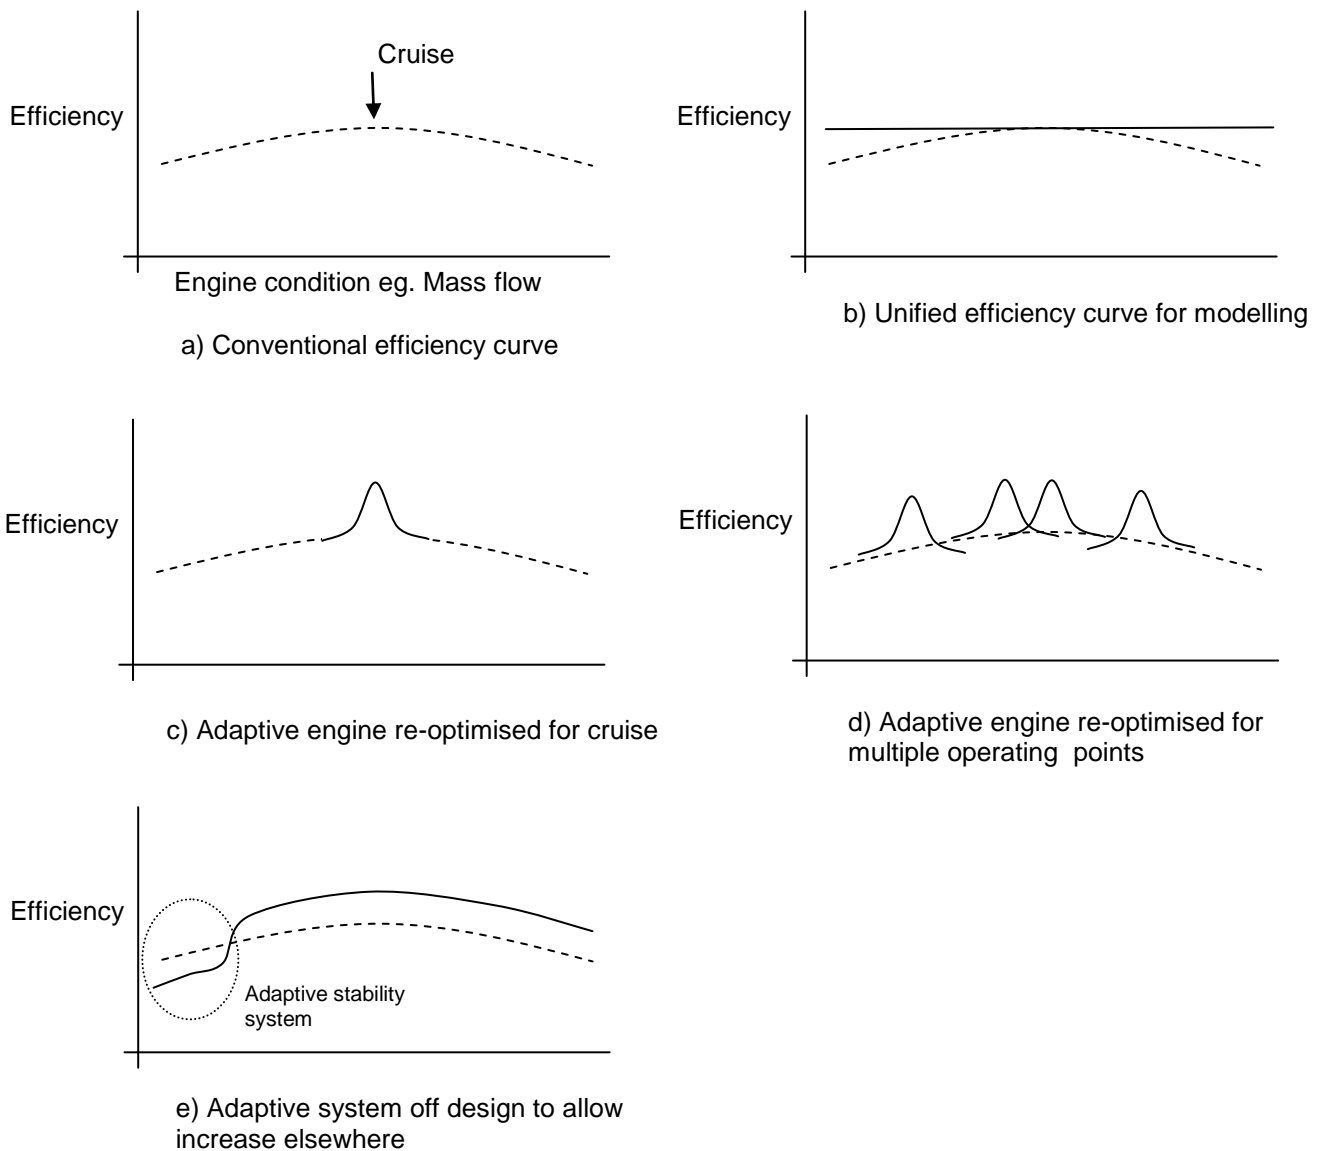 Cruise
Efficiency
Engine condition eg. Mass flow
a) Conventional efficiency curve
Efficiency
b) Unified efficiency curve for modelling
Efficiency
c) Adaptive engine re-optimised for cruise
Efficiency
d) Adaptive engine re-optimised for
multiple operating points
Efficiency
Adaptive stability
system
e) Adaptive system off design to allow
increase elsewhere